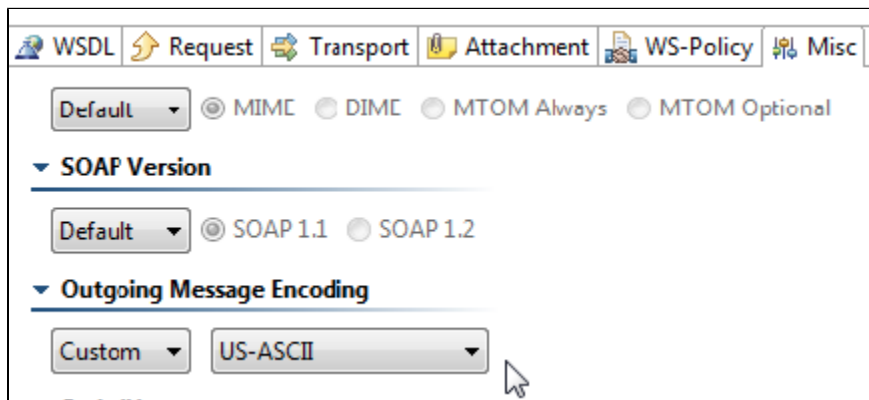 WSDL Request Transport Attachment WS-Policy Misc
Default MIME DIME MTOM Always MTOM Optional
SOAP Version
Default SOAP 1.1 SOAP 1.2
Outgoing Message Encoding
Custom US-ASCII